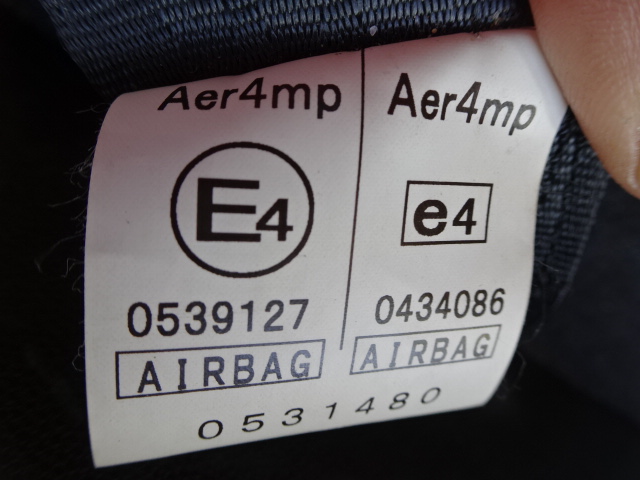 Aer4mp
E4
0539127
AIRBAG
Aer4mp
e4
0434086
AIRBAG
0531480